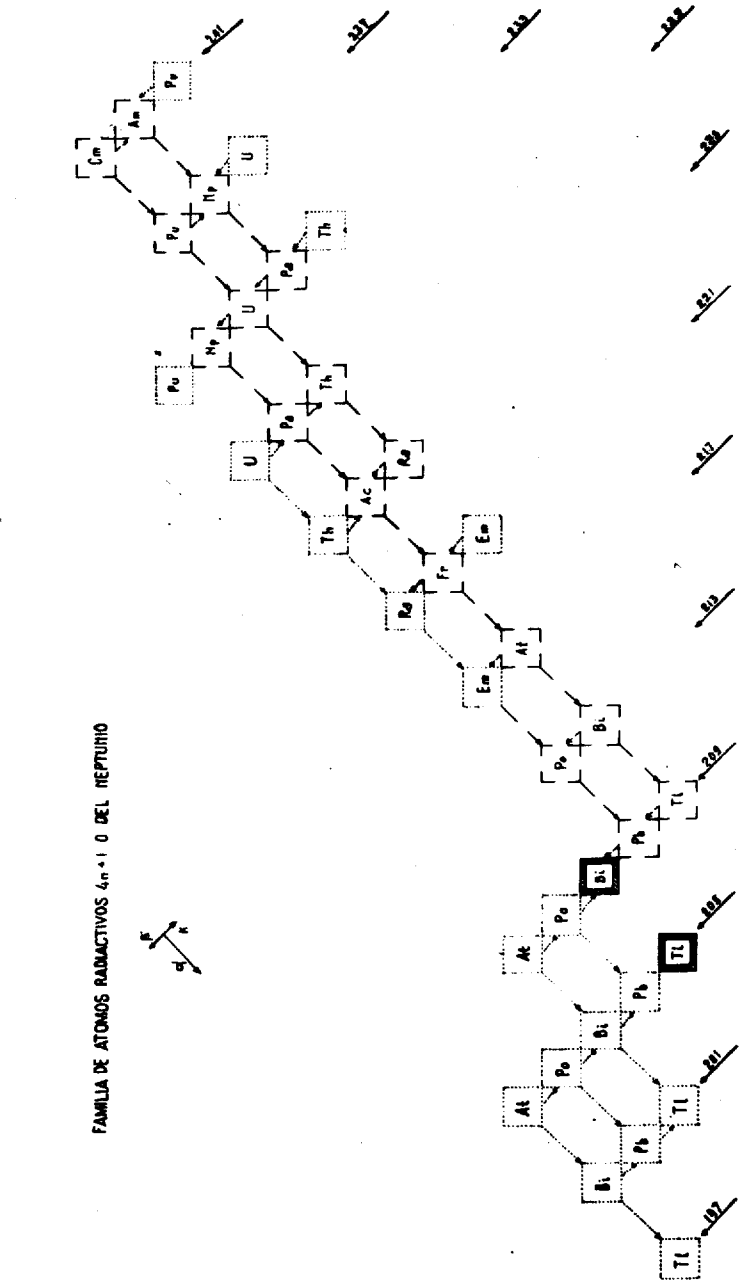 FAMILIA DE ATOMOS RADIACTIVOS 4n+1 O DEL NEPTUNIO
β
K
α
Cm
Am
Pu Pu Pu
Np Np
U U U
Pa Pa
Th Th Th
Ac
Ra Ra
Fr
Em Em
At At At
Po Po Po
Bi Bi Bi Bi
Pb Pb Pb
Tl Tl Tl Tl
197 201 205 209 213 217 221 225 229 233 237 241